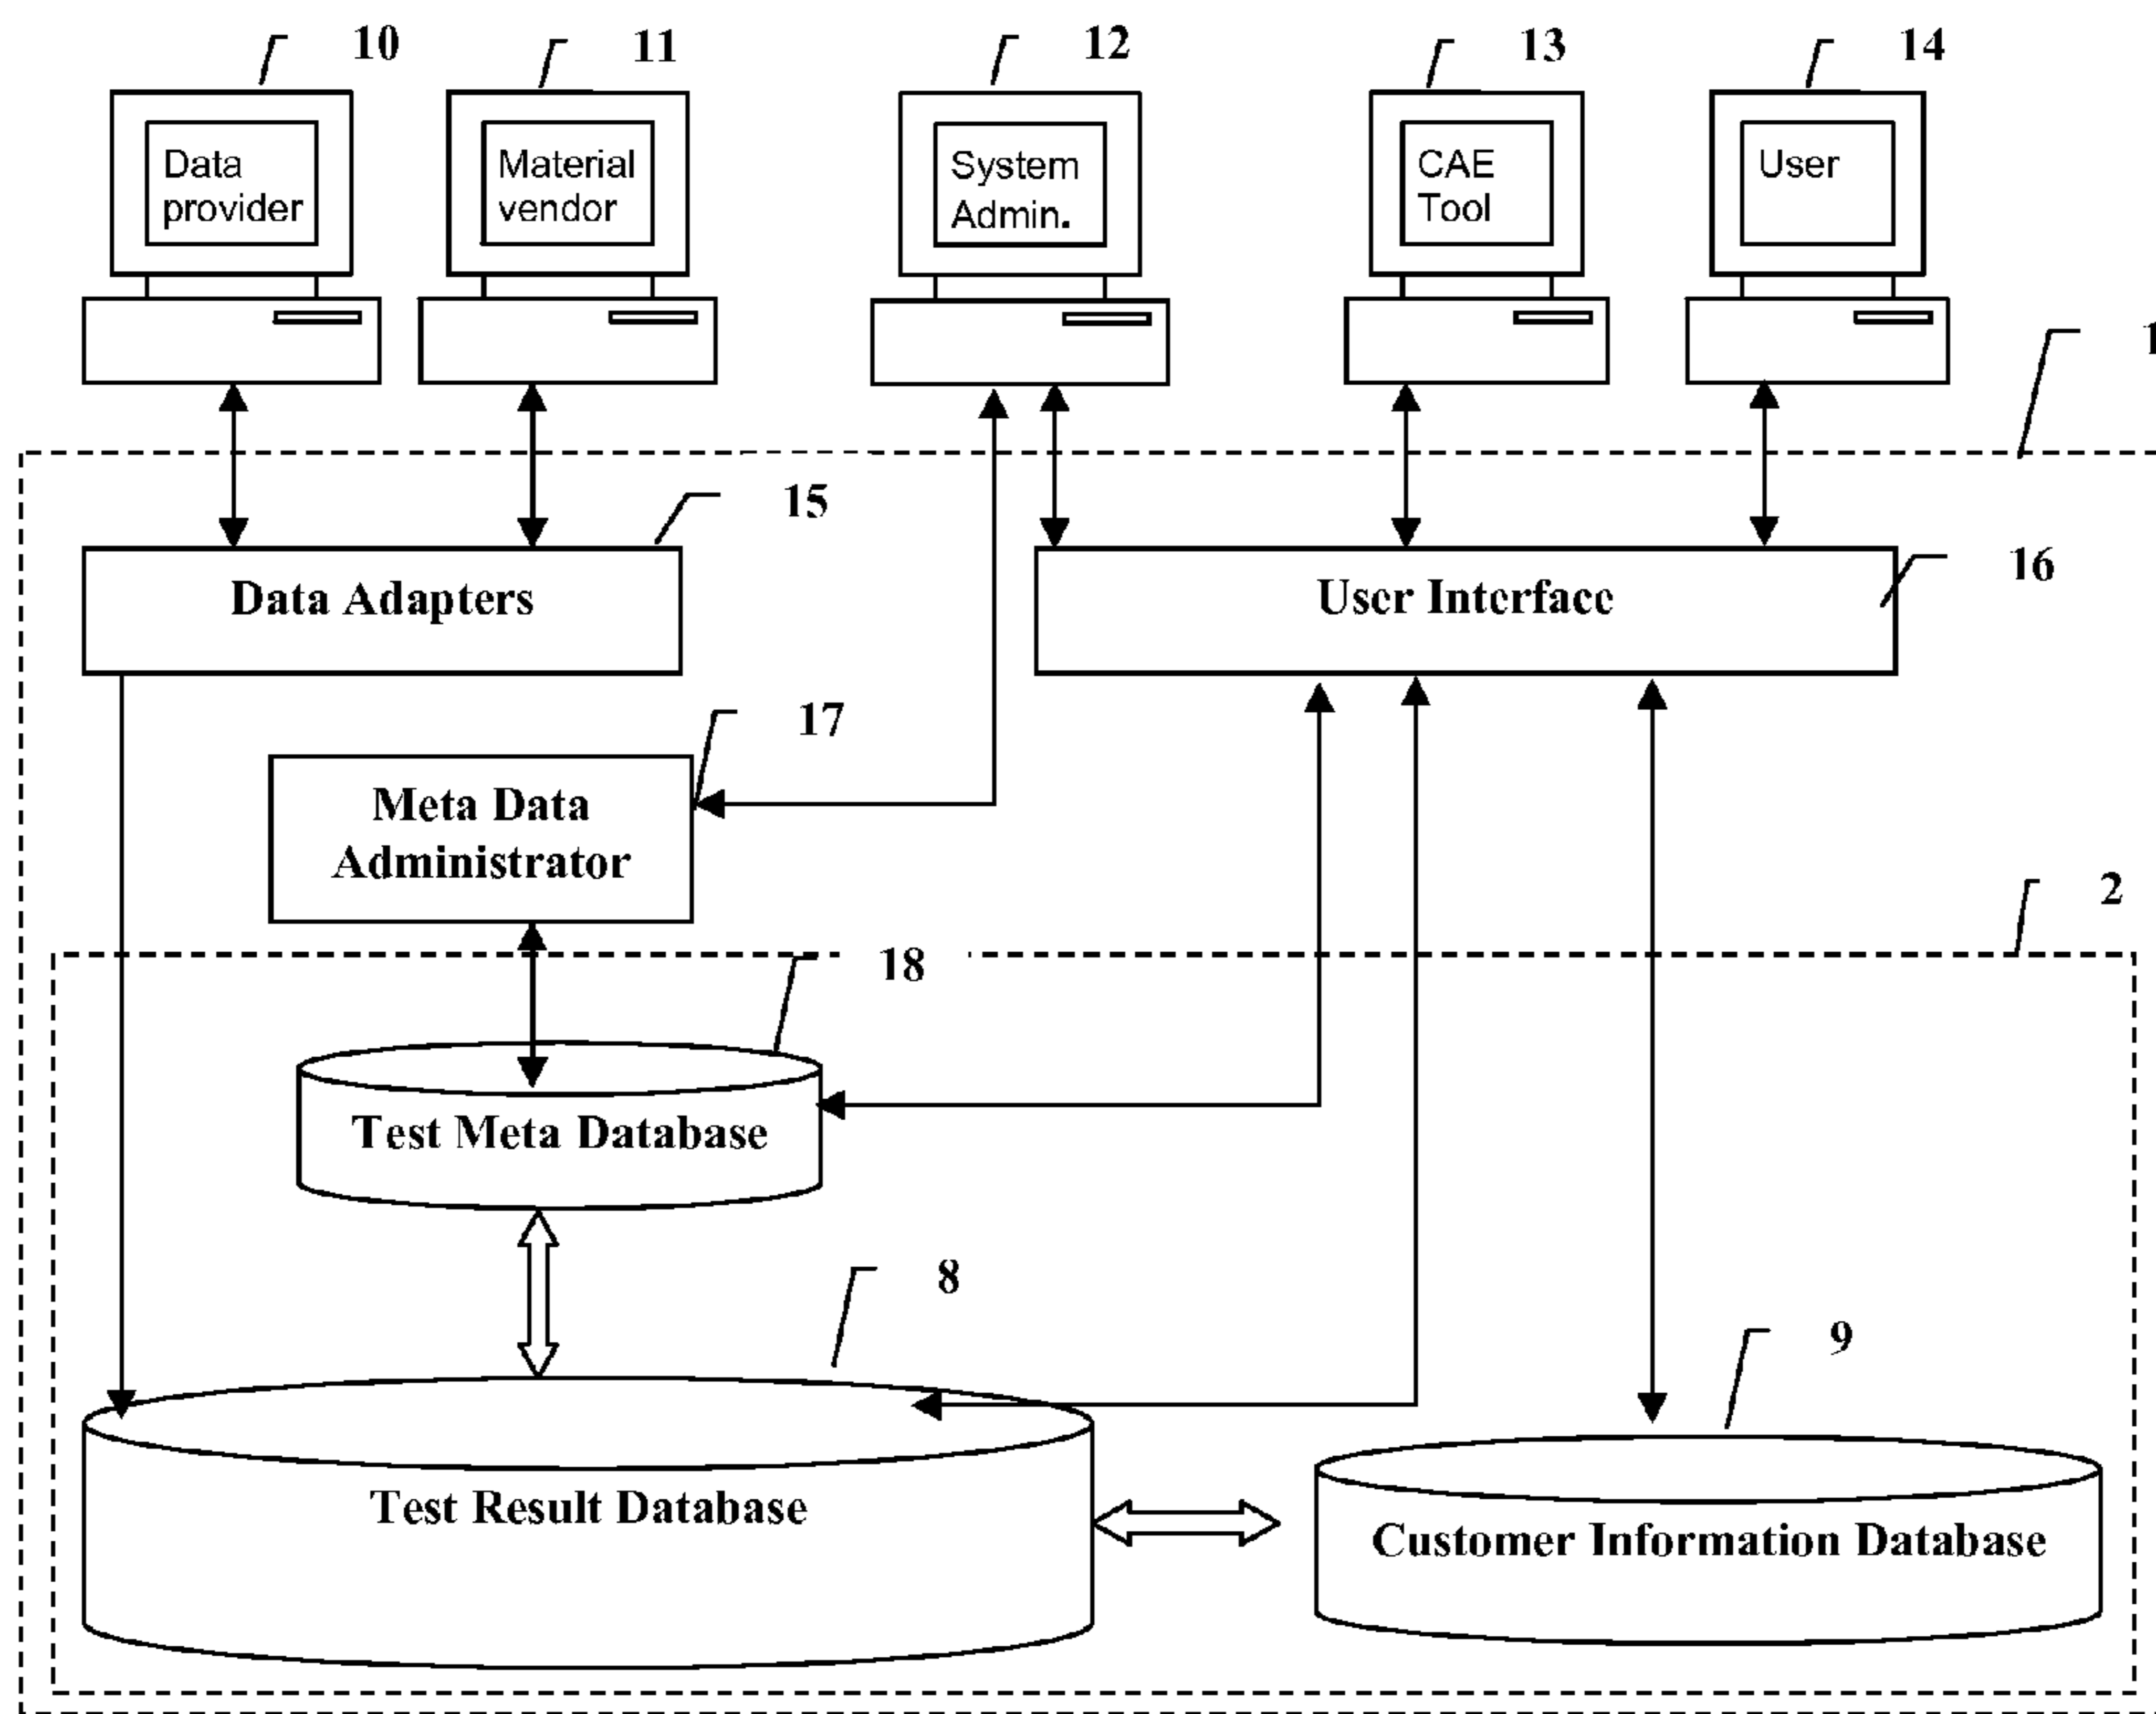 10
11
12
13
14
Data
provider
Material
vendor
System
Admin.
CAE
Tool
User
1
15
Data Adapters
16
User Interface
17
Meta Data
Administrator
2
18
Test Meta Database
8
9
Test Result Database
Customer Information Database